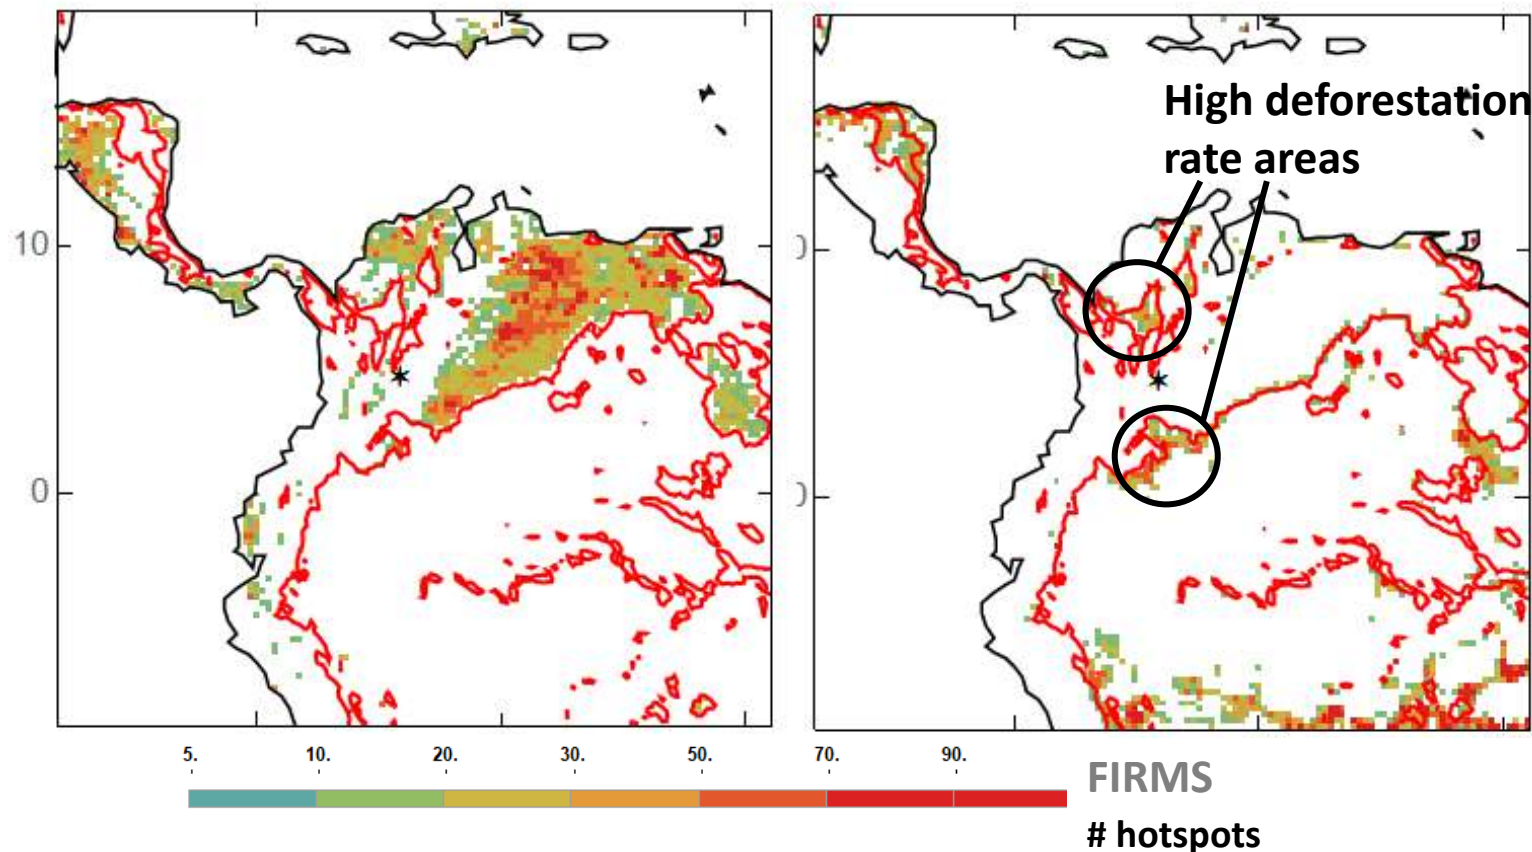 High deforestation
rate areas
10
0
)
)
5. 10. 20. 30. 50. 70. 90.
FIRMS
# hotspots